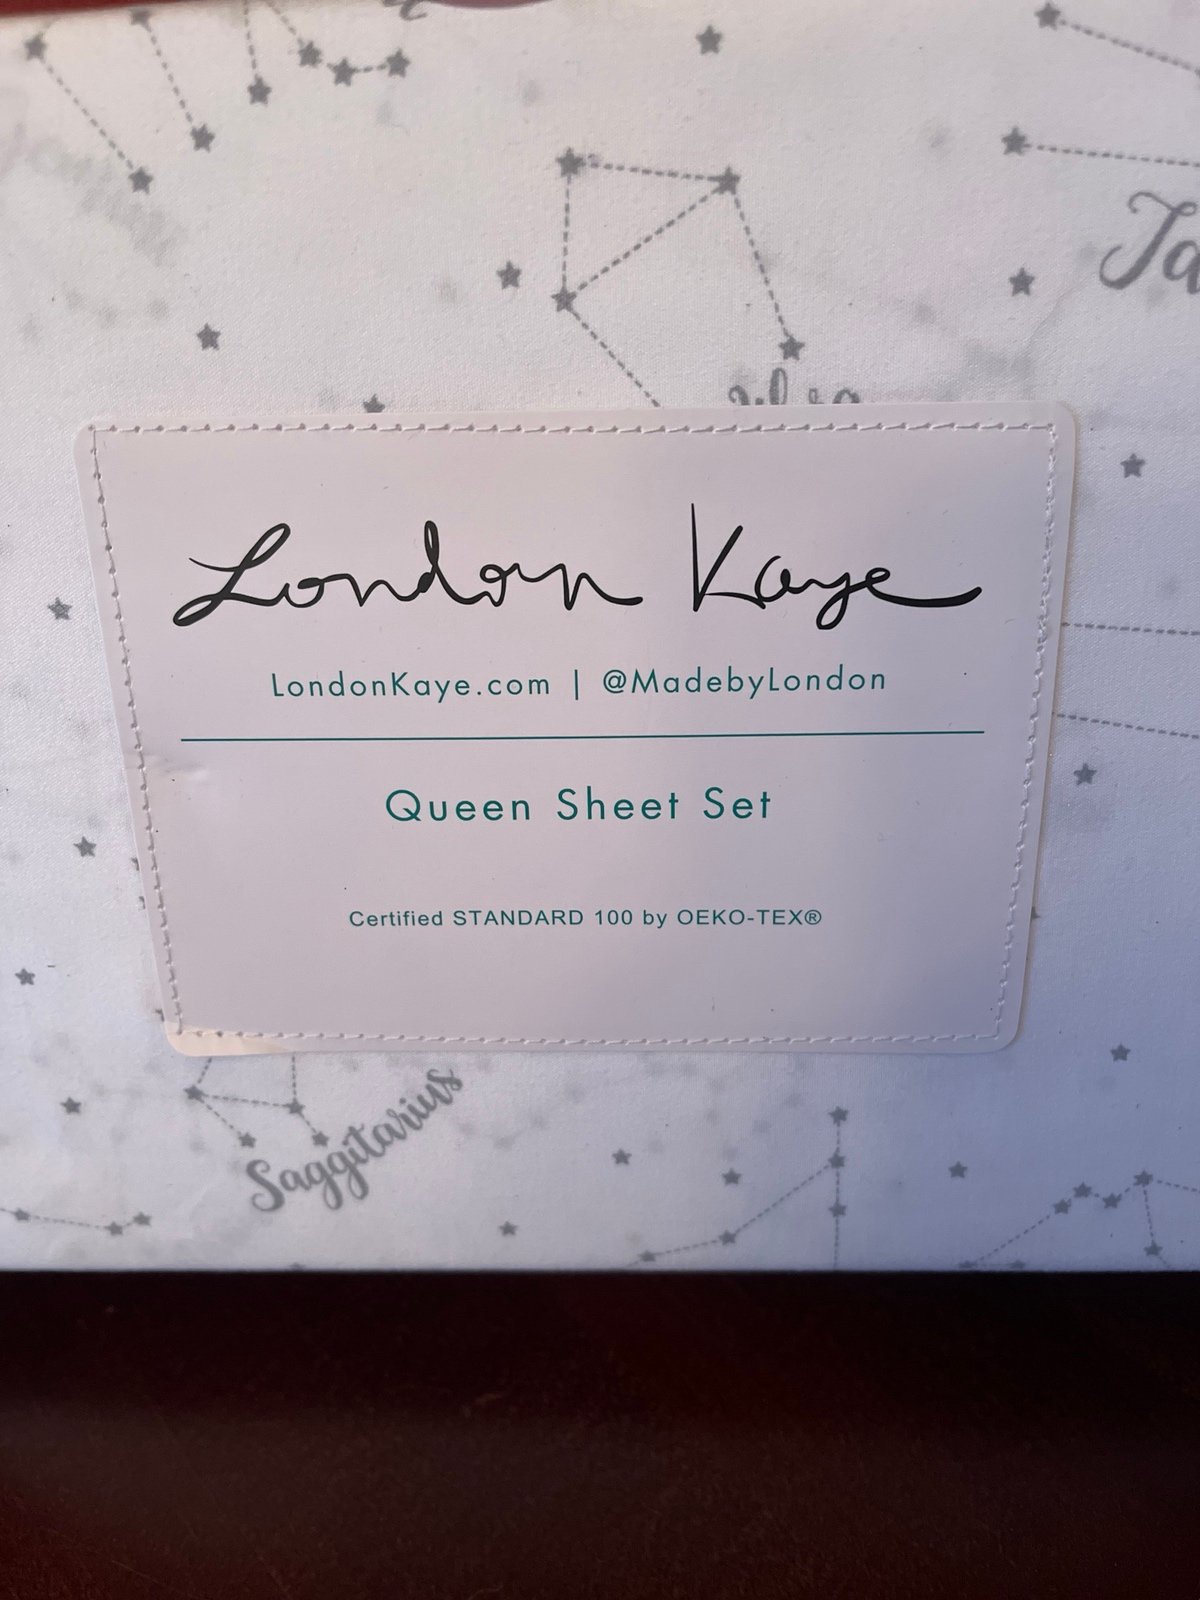 London Kaye
LondonKaye.com | @MadebyLondon
Queen Sheet Set
Certified STANDARD 100 by OEKO-TEX®
Saggitarius